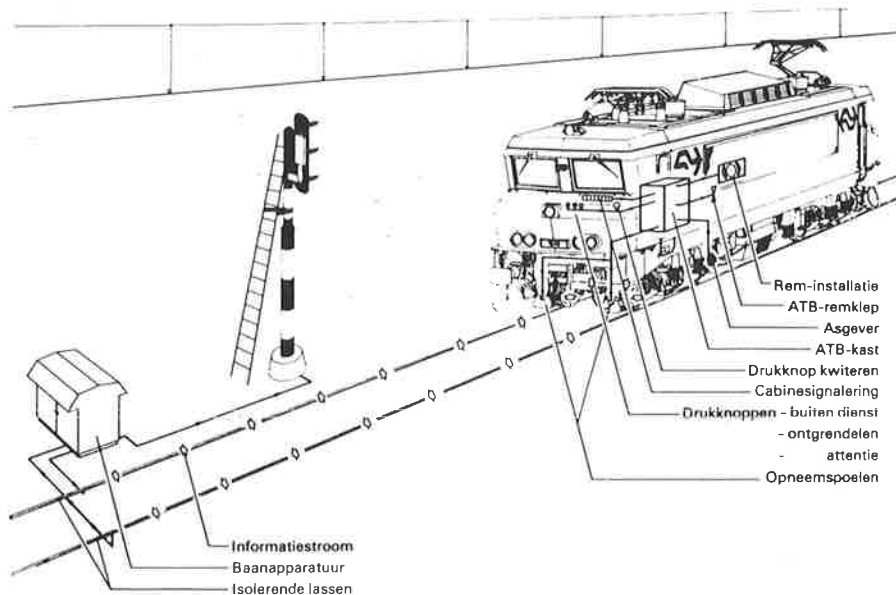 Rem-installatie
ATB-remklep
Asgever
ATB-kast
Drukknop kwiteren
Cabinesignalering
Drukknoppen - buiten dienst
- ontgrendelen
- attentie
Opneemspoelen
Informatiestroom
Baanapparatuur
Isolerende lassen